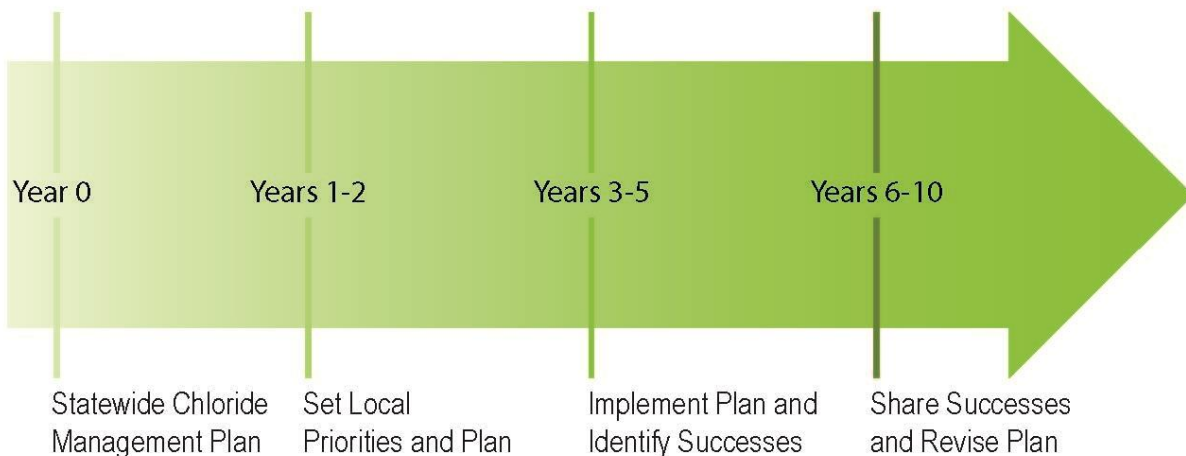 Year 0
Years 1-2
Years 3-5
Years 6-10
Statewide Chloride
Management Plan
Set Local
Priorities and Plan
Implement Plan and
Identify Successes
Share Successes
and Revise Plan